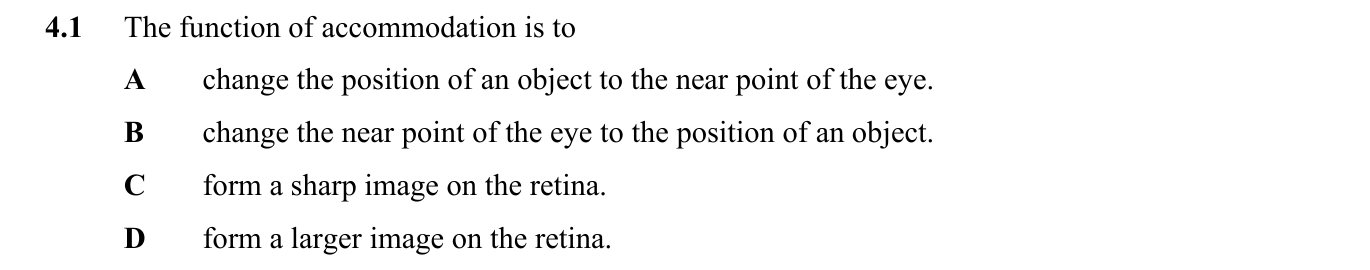 4.1 The function of accommodation is to
A change the position of an object to the near point of the eye.
B change the near point of the eye to the position of an object.
C form a sharp image on the retina.
D form a larger image on the retina.